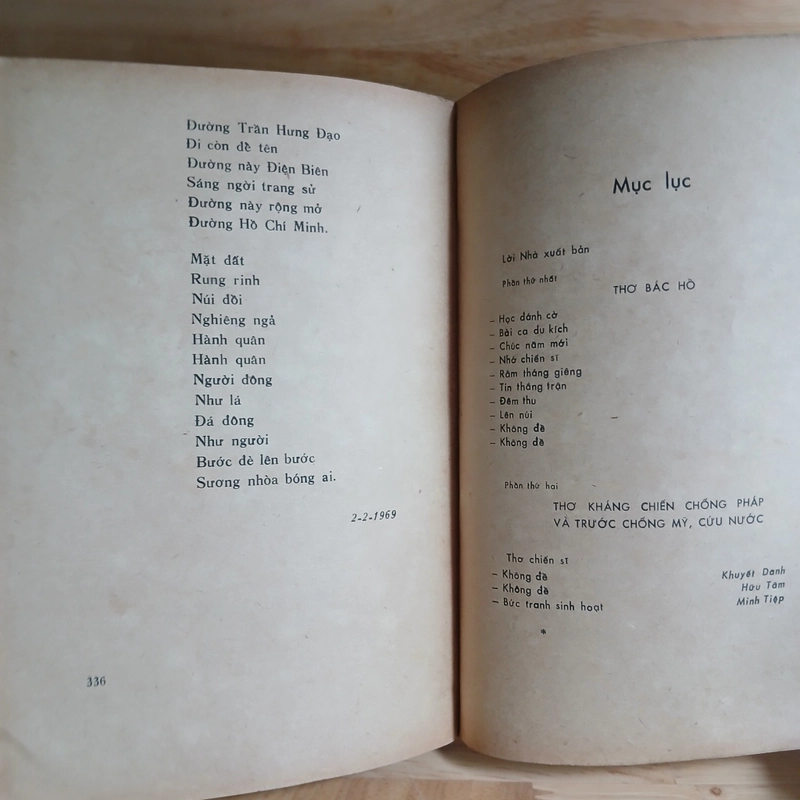 Đường Trần Hưng Đạo
Đi còn đề tên
Đường này Điện Biên
Sáng ngời trang sử
Đường này rộng mở
Đường Hồ Chí Minh.
Mặt đất
Rung rinh
Núi đồi
Nghiêng ngả
Hành quân
Hành quân
Người đông
Như lá
Đá đông
Như người
Bước đè lên bước
Sương nhòa bóng ai.
2-2-1969
336
Mục lục
Lời Nhà xuất bản
Phần thứ nhất
THƠ BÁC HỒ
- Học đánh cờ
- Bài ca du kích
- Chúc năm mới
- Nhớ chiến sĩ
- Rằm tháng giêng
- Tin thắng trận
- Đêm thu
- Lên núi
- Không đề
- Không đề
Phần thứ hai
THƠ KHÁNG CHIẾN CHỐNG PHÁP
VÀ TRƯỚC CHỐNG MỸ, CỨU NƯỚC
Thơ chiến sĩ
- Không đề Khuyết Danh
- Không đề Hữu Tâm
- Bức tranh sinh hoạt Minh Tiệp
*